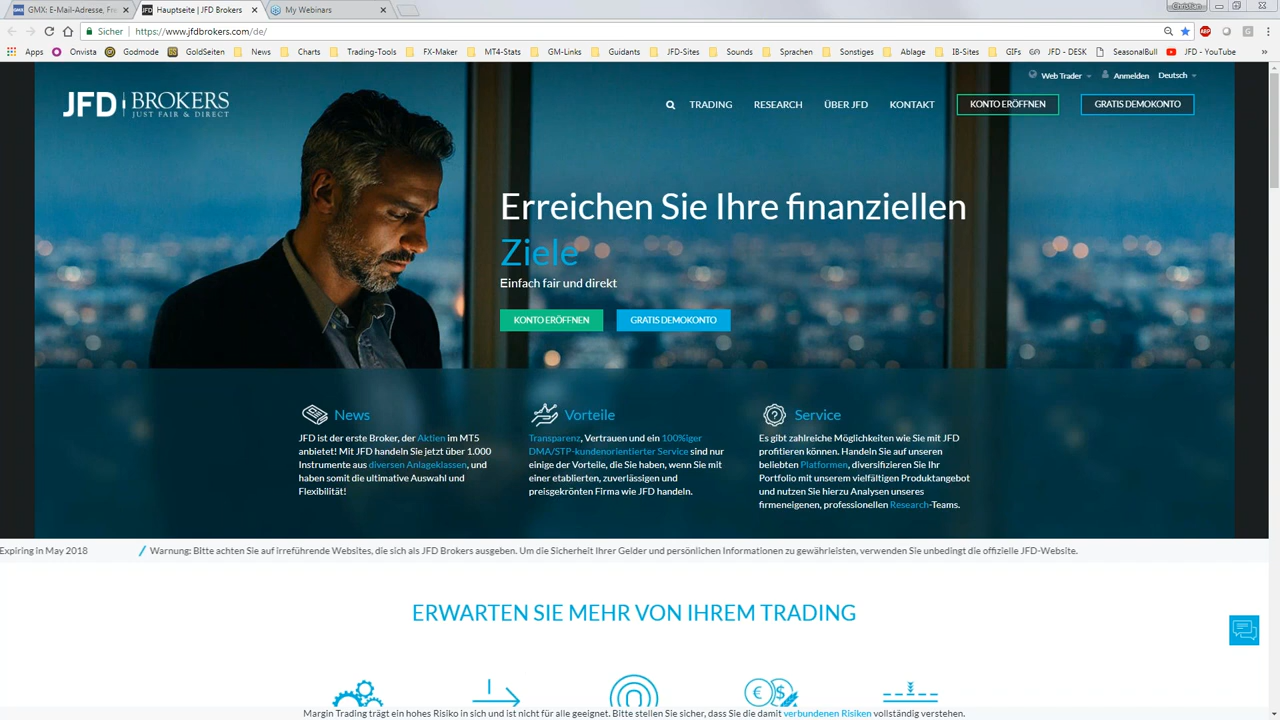 Christian
GMX: E-Mail-Adresse, Fre
Hauptseite | JFD Brokers
My Webinars
Sicher | https://www.jfdbrokers.com/de/
Apps Onvista Godmode GoldSeiten News Charts Trading-Tools FX-Maker MT4-Stats GM-Links Guidants JFD-Sites Sounds Sprachen Sonstiges Ablage IB-Sites GIFs JFD - DESK SeasonalBull JFD - YouTube
Web Trader Anmelden Deutsch
JFD BROKERS
JUST FAIR & DIRECT
TRADING RESEARCH ÜBER JFD KONTAKT KONTO ERÖFFNEN GRATIS DEMOKONTO
Erreichen Sie Ihre finanziellen
Ziele
Einfach fair und direkt
KONTO ERÖFFNEN GRATIS DEMOKONTO
News
JFD ist der erste Broker, der Aktien im MT5
anbietet! Mit JFD handeln Sie jetzt über 1.000
Instrumente aus diversen Anlageklassen, und
haben somit die ultimative Auswahl und
Flexibilität!
Vorteile
Transparenz, Vertrauen und ein 100%iger
DMA/STP-kundenorientierter Service sind nur
einige der Vorteile, die Sie haben, wenn Sie mit
einer etablierten, zuverlässigen und
preisgekrönten Firma wie JFD handeln.
Service
Es gibt zahlreiche Möglichkeiten wie Sie mit JFD
profitieren können. Handeln Sie auf unseren
beliebten Platformen, diversifizieren Sie Ihr
Portfolio mit unserem vielfältigen Produktangebot
und nutzen Sie hierzu Analysen unseres
firmeneigenen, professionellen Research-Teams.
Expiring in May 2018 Warnung: Bitte achten Sie auf irreführende Websites, die sich als JFD Brokers ausgeben. Um die Sicherheit Ihrer Gelder und persönlichen Informationen zu gewährleisten, verwenden Sie unbedingt die offizielle JFD-Website.
ERWARTEN SIE MEHR VON IHREM TRADING
Margin Trading trägt ein hohes Risiko in sich und ist nicht für alle geeignet. Bitte stellen Sie sicher, dass Sie die damit verbundenen Risiken vollständig verstehen.